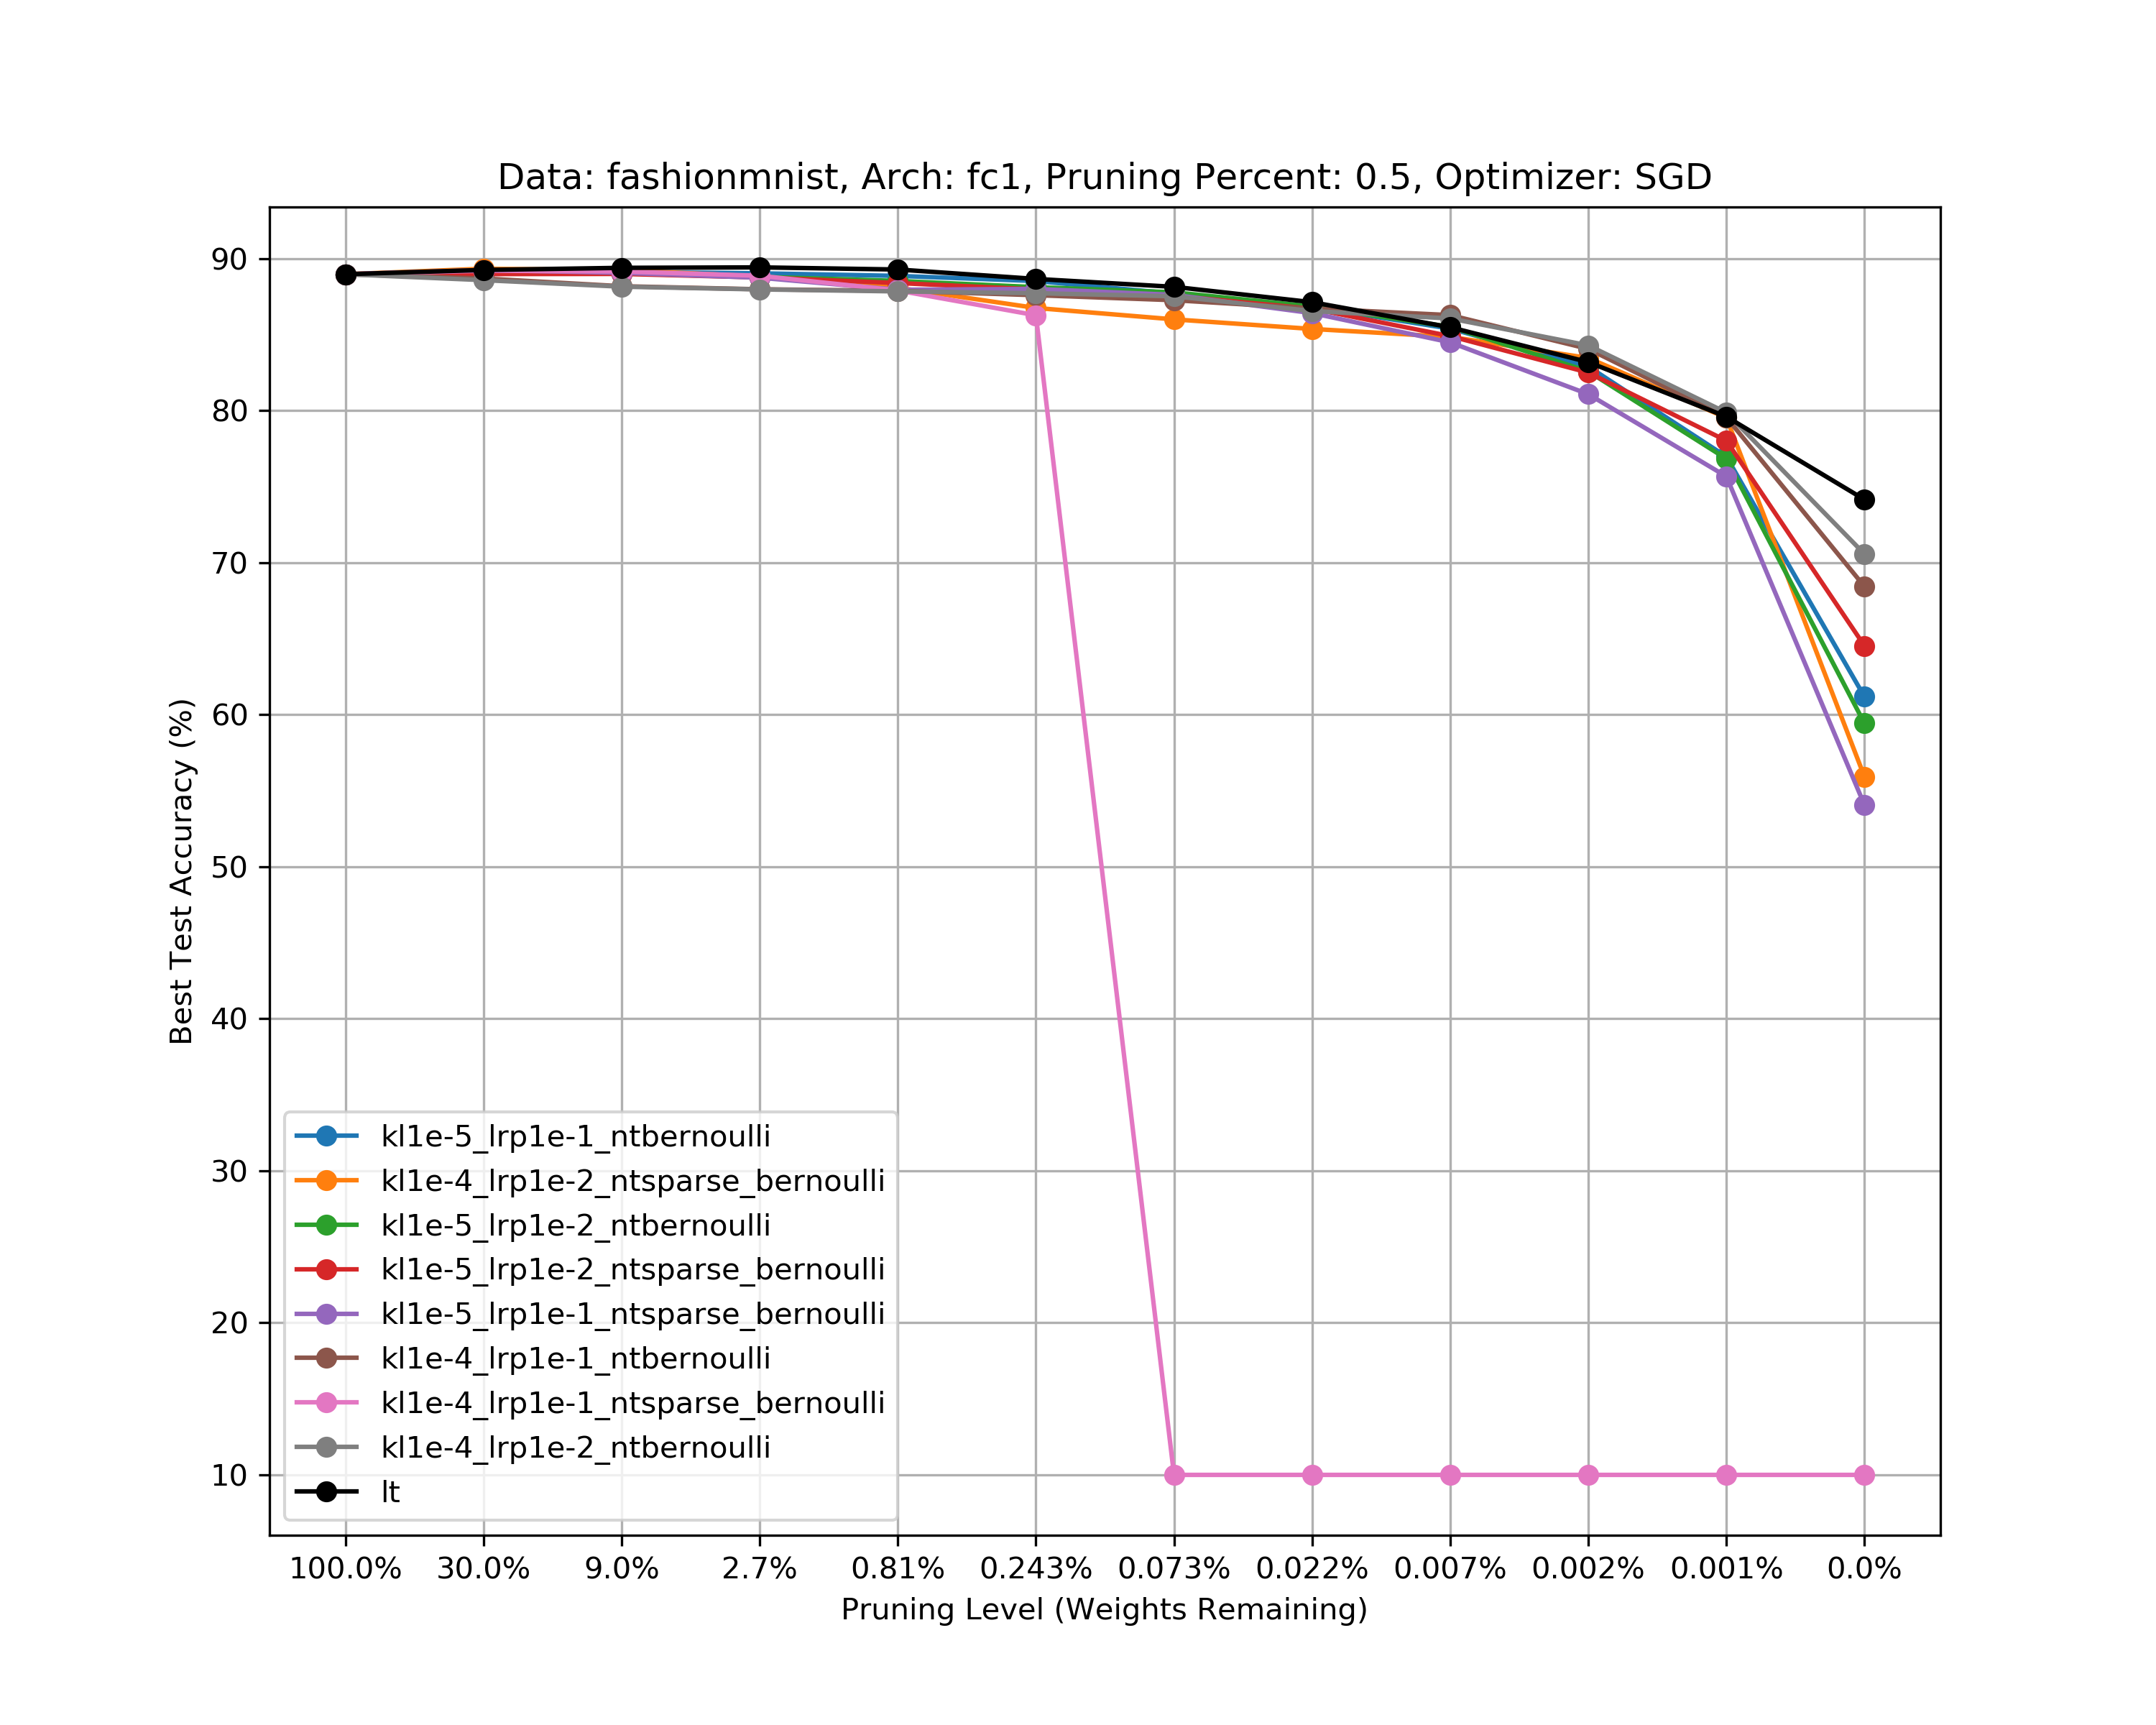 Data: fashionmnist, Arch: fc1, Pruning Percent: 0.5, Optimizer: SGD
Best Test Accuracy (%)
90
80
70
60
50
40
30
20
10
kl1e-5_lrp1e-1_ntbernoulli
kl1e-4_lrp1e-2_ntsparse_bernoulli
kl1e-5_lrp1e-2_ntbernoulli
kl1e-5_lrp1e-2_ntsparse_bernoulli
kl1e-5_lrp1e-1_ntsparse_bernoulli
kl1e-4_lrp1e-1_ntbernoulli
kl1e-4_lrp1e-1_ntsparse_bernoulli
kl1e-4_lrp1e-2_ntbernoulli
lt
100.0% 30.0% 9.0% 2.7% 0.81% 0.243% 0.073% 0.022% 0.007% 0.002% 0.001% 0.0%
Pruning Level (Weights Remaining)